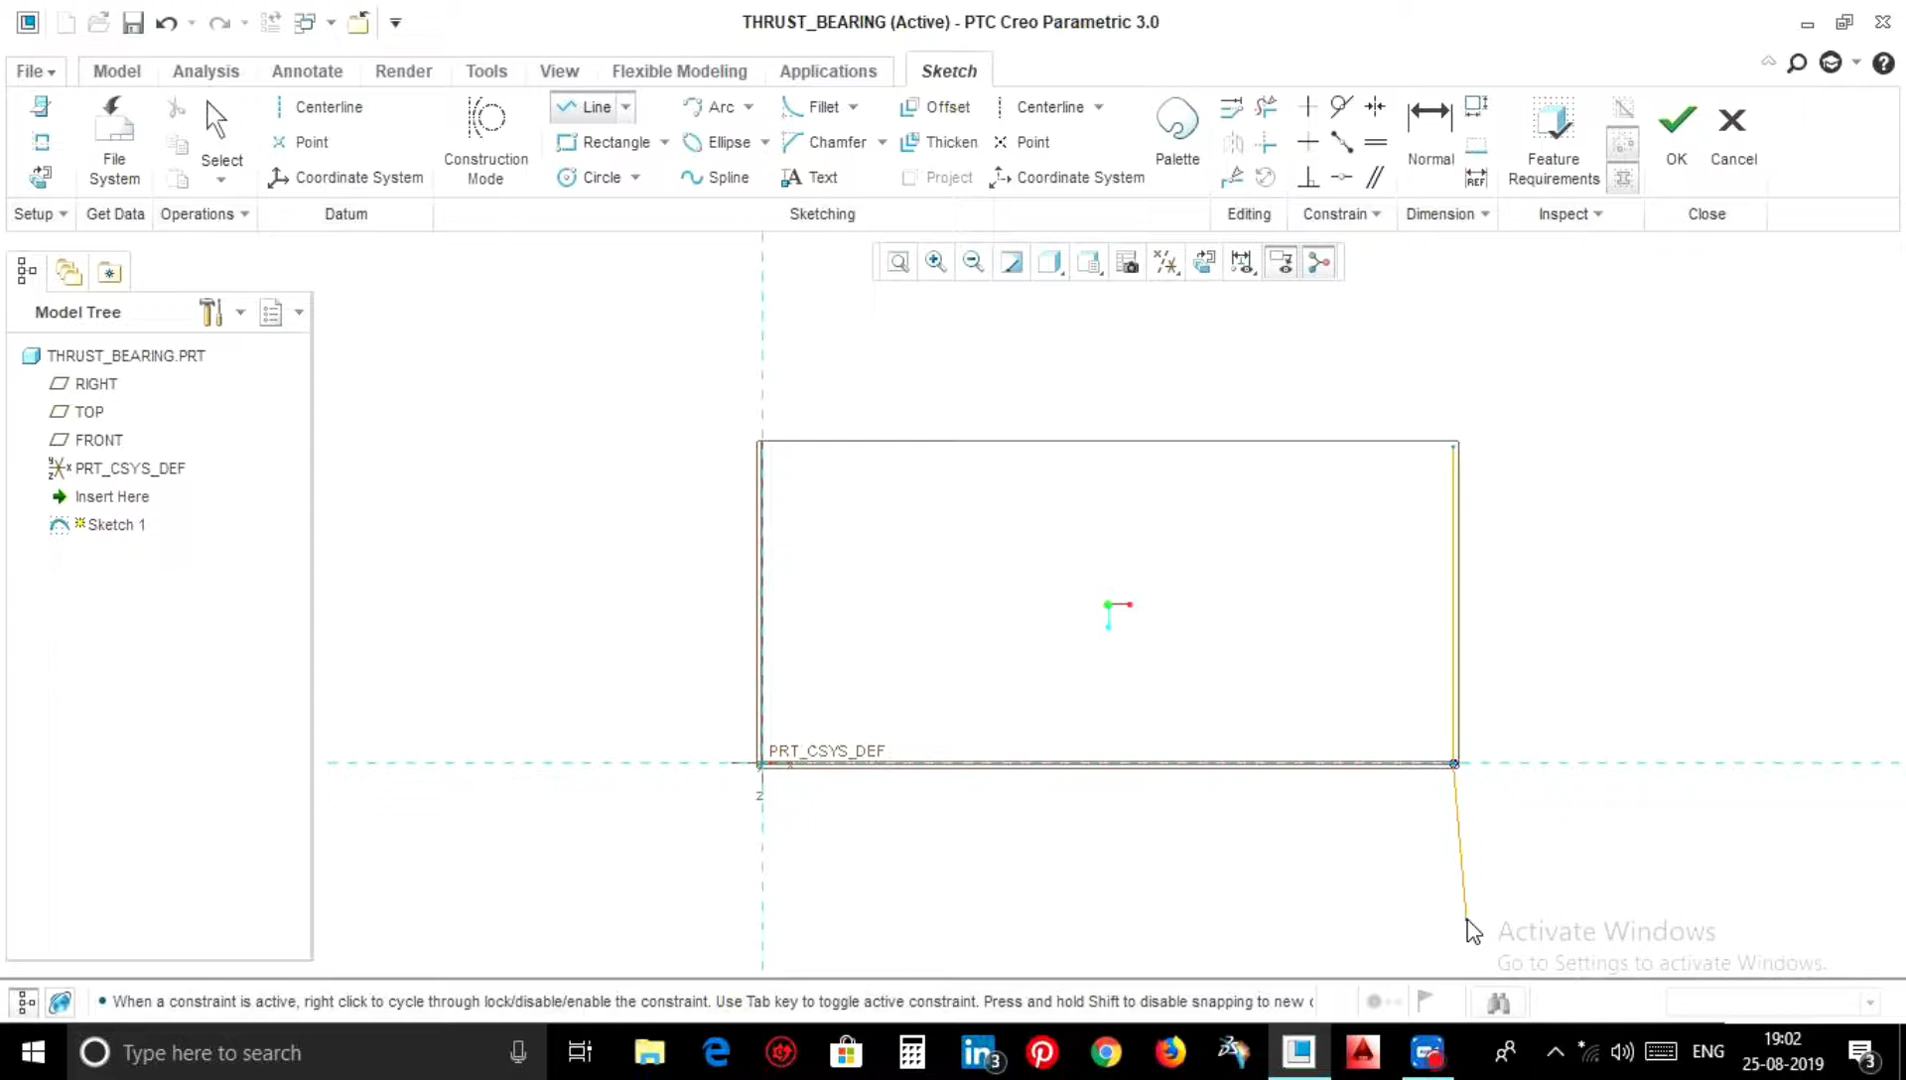 THRUST_BEARING (Active) - PTC Creo Parametric 3.0
File Model Analysis Annotate Render Tools View Flexible Modeling Applications Sketch
Centerline Line Arc Fillet Offset Centerline
Point Rectangle Ellipse Chamfer Thicken Point
File System Select Construction Mode Palette Normal Feature Requirements OK Cancel
Coordinate System Circle Spline Text Project Coordinate System REF
Setup Get Data Operations Datum Sketching Editing Constrain Dimension Inspect Close
Model Tree
THRUST_BEARING.PRT
RIGHT
TOP
FRONT
PRT_CSYS_DEF
Insert Here
Sketch 1
PRT_CSYS_DEF
x
z
Activate Windows
Go to Settings to activate Windows.
When a constraint is active, right click to cycle through lock/disable/enable the constraint. Use Tab key to toggle active constraint. Press and hold Shift to disable snapping to new
Type here to search
3
ENG
19:02
25-08-2019
3